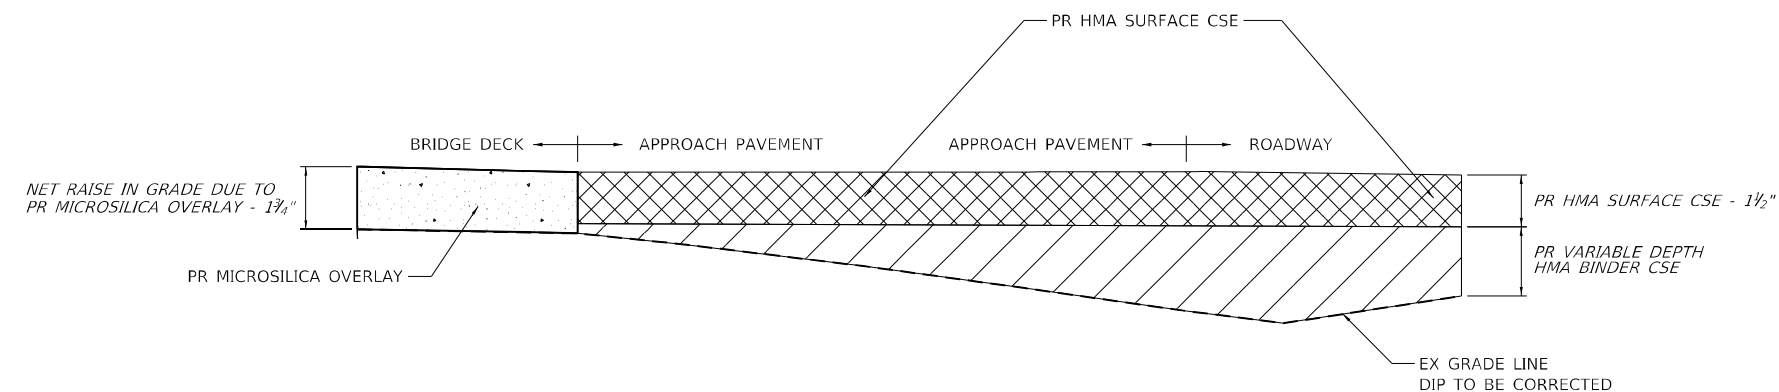 PR HMA SURFACE CSE
BRIDGE DECK
APPROACH PAVEMENT
APPROACH PAVEMENT
ROADWAY
NET RAISE IN GRADE DUE TO
PR MICROSILICA OVERLAY - 1¾"
PR HMA SURFACE CSE - 1½"
PR VARIABLE DEPTH
HMA BINDER CSE
PR MICROSILICA OVERLAY
EX GRADE LINE
DIP TO BE CORRECTED